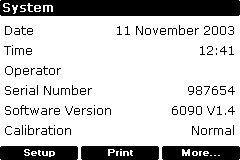 System
Date 11 November 2003
Time 12:41
Operator
Serial Number 987654
Software Version 6090 V1.4
Calibration Normal
Setup Print More...